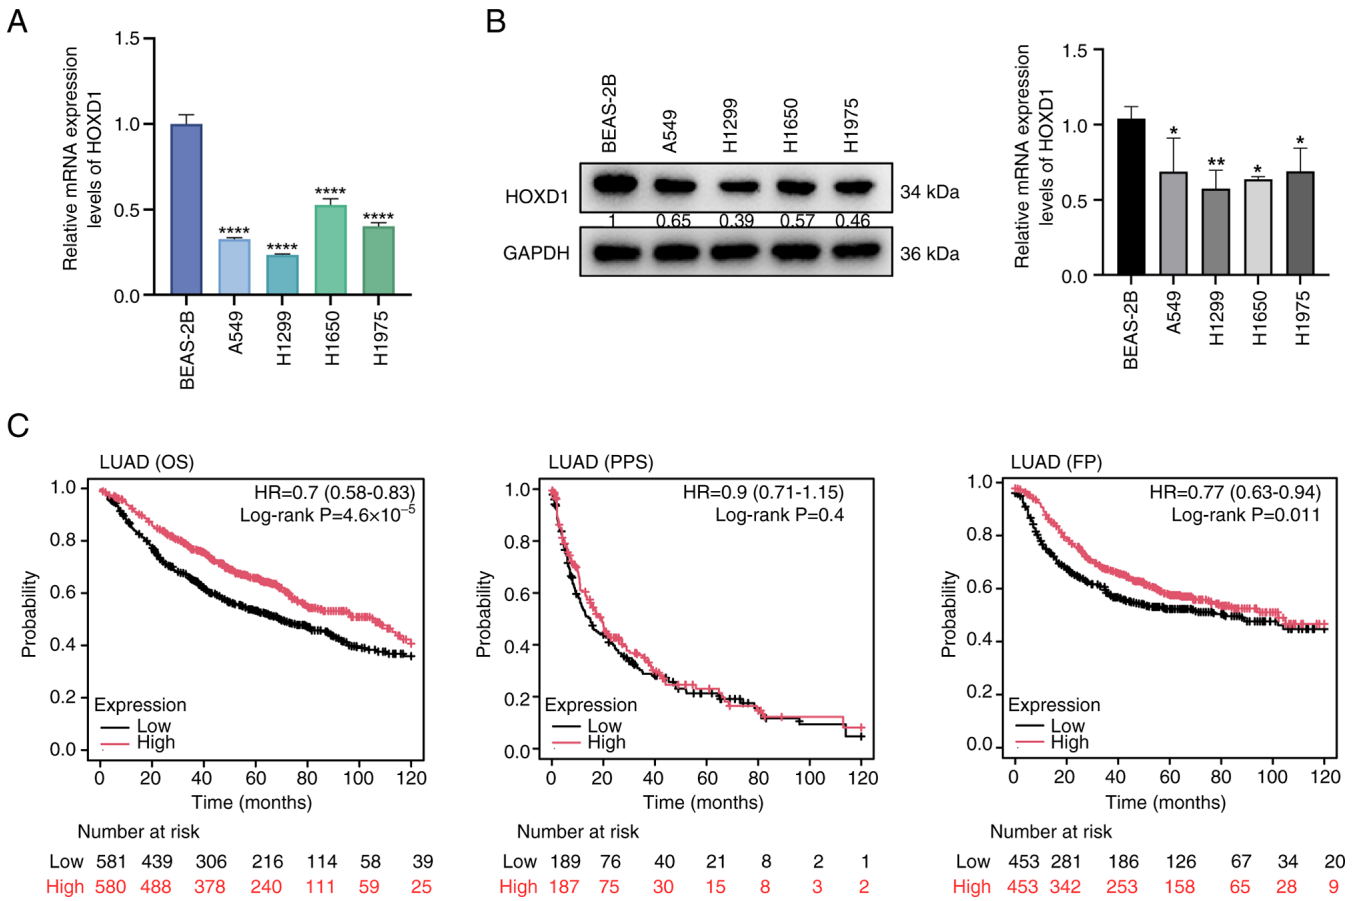 A
Relative mRNA expression
levels of HOXD1
1.5
1.0
0.5
0.0
****
****
****
****
BEAS-2B
A549
H1299
H1650
H1975
B
BEAS-2B
A549
H1299
H1650
H1975
HOXD1
34 kDa
1 0.65 0.39 0.57 0.46
GAPDH
36 kDa
Relative mRNA expression
levels of HOXD1
1.5
1.0
0.5
0.0
*
**
*
*
BEAS-2B
A549
H1299
H1650
H1975
C
LUAD (OS)
HR=0.7 (0.58-0.83)
Log-rank P=4.6×10⁻⁵
Probability
1.0
0.8
0.6
0.4
0.2
0.0
Expression
Low
High
0 20 40 60 80 100 120
Time (months)
Number at risk
Low 581 439 306 216 114 58 39
High 580 488 378 240 111 59 25
LUAD (PPS)
HR=0.9 (0.71-1.15)
Log-rank P=0.4
Probability
1.0
0.8
0.6
0.4
0.2
0.0
Expression
Low
High
0 20 40 60 80 100 120
Time (months)
Number at risk
Low 189 76 40 21 8 2 1
High 187 75 30 15 8 3 2
LUAD (FP)
HR=0.77 (0.63-0.94)
Log-rank P=0.011
Probability
1.0
0.8
0.6
0.4
0.2
0.0
Expression
Low
High
0 20 40 60 80 100 120
Time (months)
Number at risk
Low 453 281 186 126 67 34 20
High 453 342 253 158 65 28 9